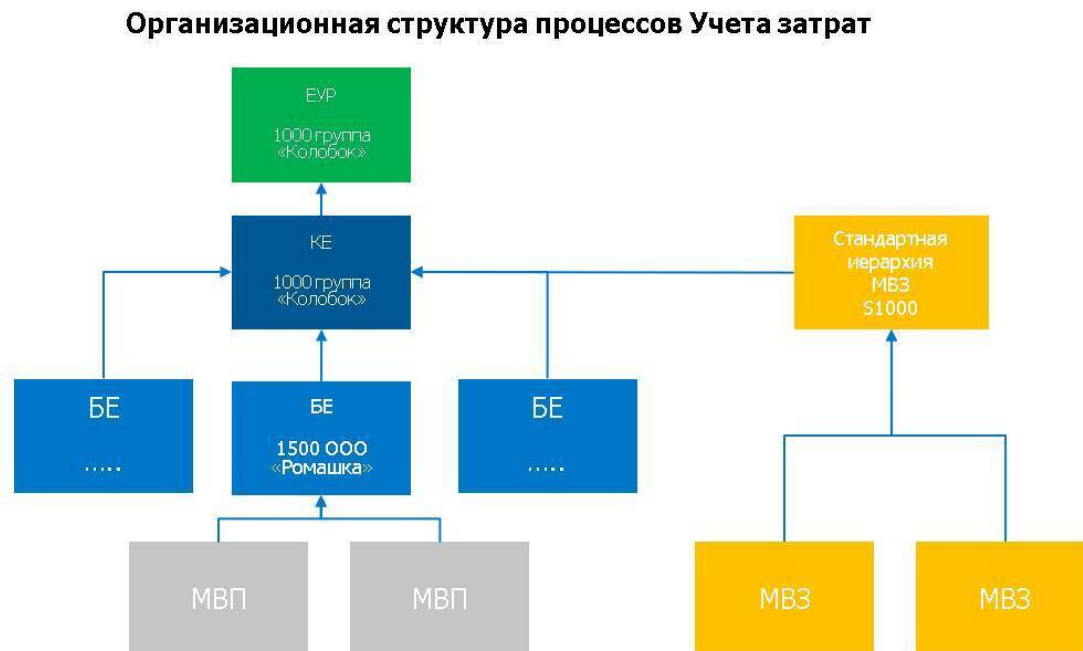 Организационная структура процессов Учета затрат
ЕУР
1000 группа
«Колобок»
КЕ
1000 группа
«Колобок»
Стандартная
иерархия
МВЗ
S1000
БЕ
.....
БЕ
1500 ООО
«Ромашка»
БЕ
.....
МВП
МВП
МВЗ
МВЗ